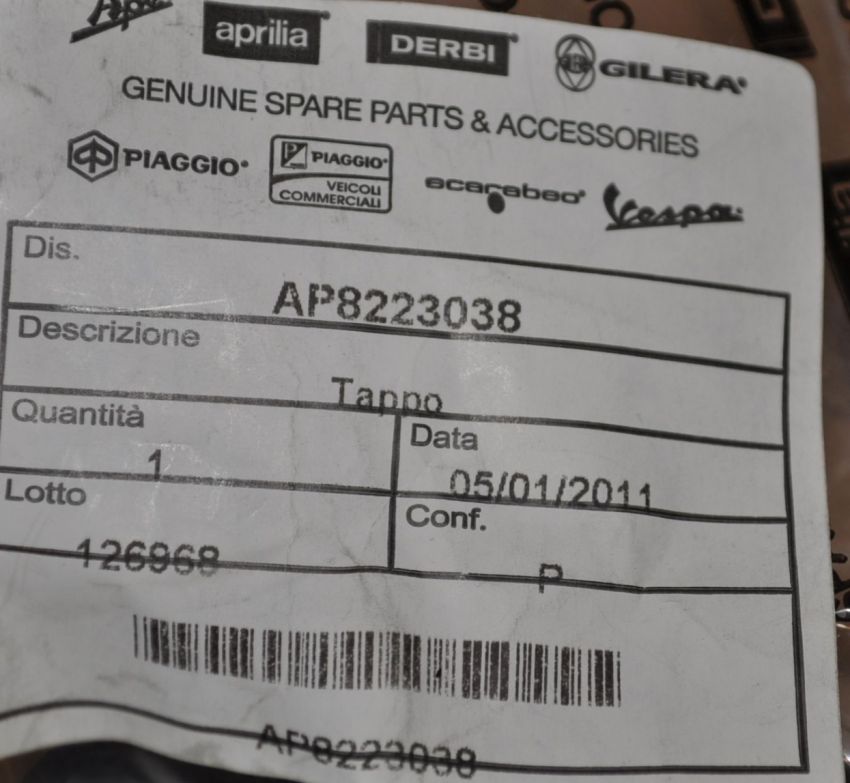 Ape aprilia DERBI GILERA®
GENUINE SPARE PARTS & ACCESSORIES
PIAGGIO® PIAGGIO® VEICOLI COMMERCIALI scarabeo® Vespa®
Dis.
AP8223038
Descrizione
Tappo
Quantità
1
Data
05/01/2011
Lotto
126968
Conf.
P
AP8223038